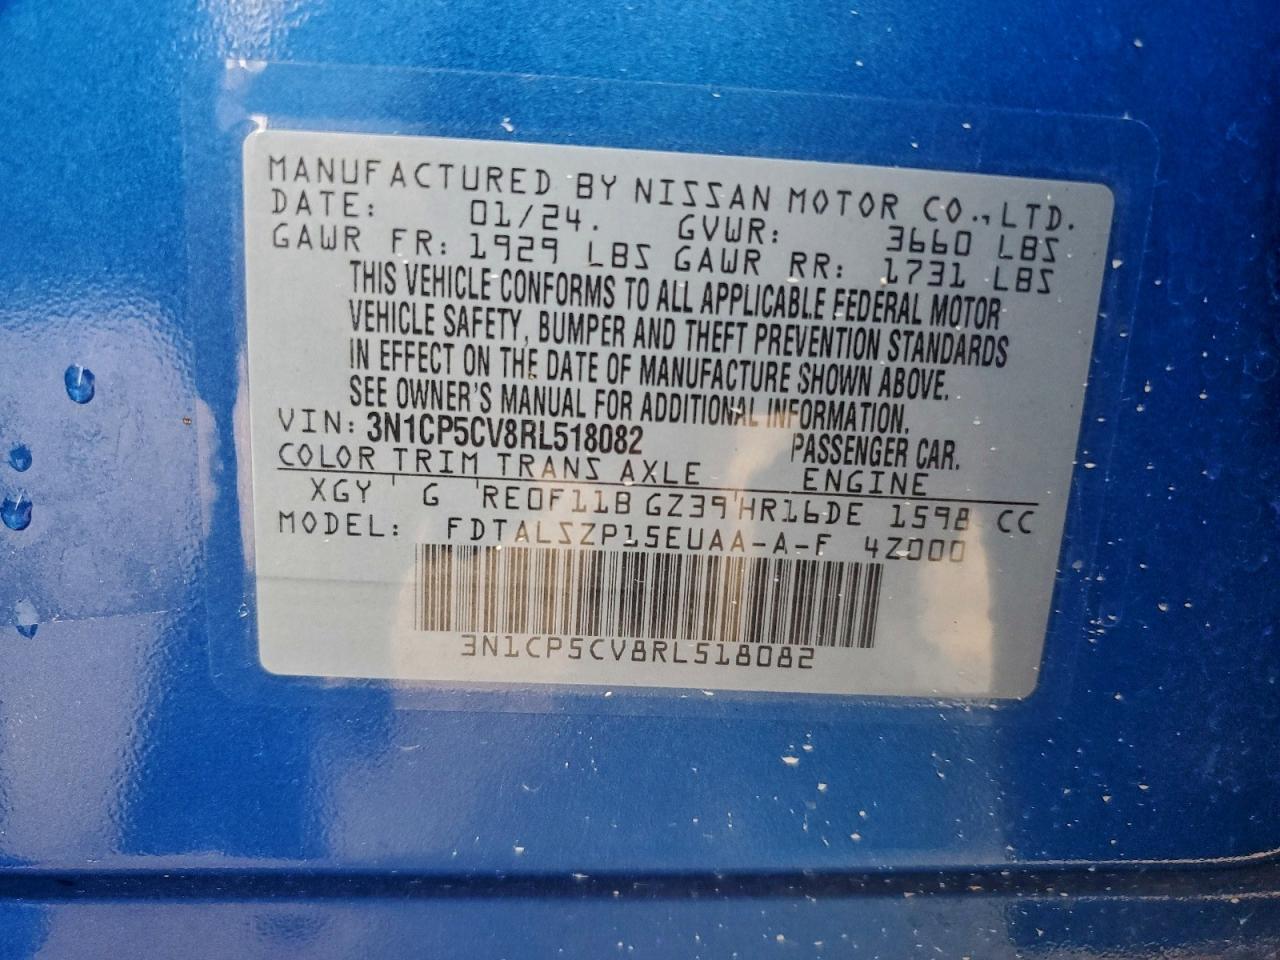 MANUFACTURED BY NISSAN MOTOR CO., LTD.
DATE: 01/24. GVWR: 3660 LBS
GAWR FR: 1929 LBS GAWR RR: 1731 LBS
THIS VEHICLE CONFORMS TO ALL APPLICABLE FEDERAL MOTOR
VEHICLE SAFETY, BUMPER AND THEFT PREVENTION STANDARDS
IN EFFECT ON THE DATE OF MANUFACTURE SHOWN ABOVE.
SEE OWNER'S MANUAL FOR ADDITIONAL INFORMATION.
VIN: 3N1CP5CV8RL518082 PASSENGER CAR.
COLOR TRIM TRANS AXLE ENGINE
XGY ' G 'RE0F11B GZ39'HR16DE 1598 CC
MODEL: FDTALSZP15EUAA-A-F 4Z000
3N1CP5CV8RL518082